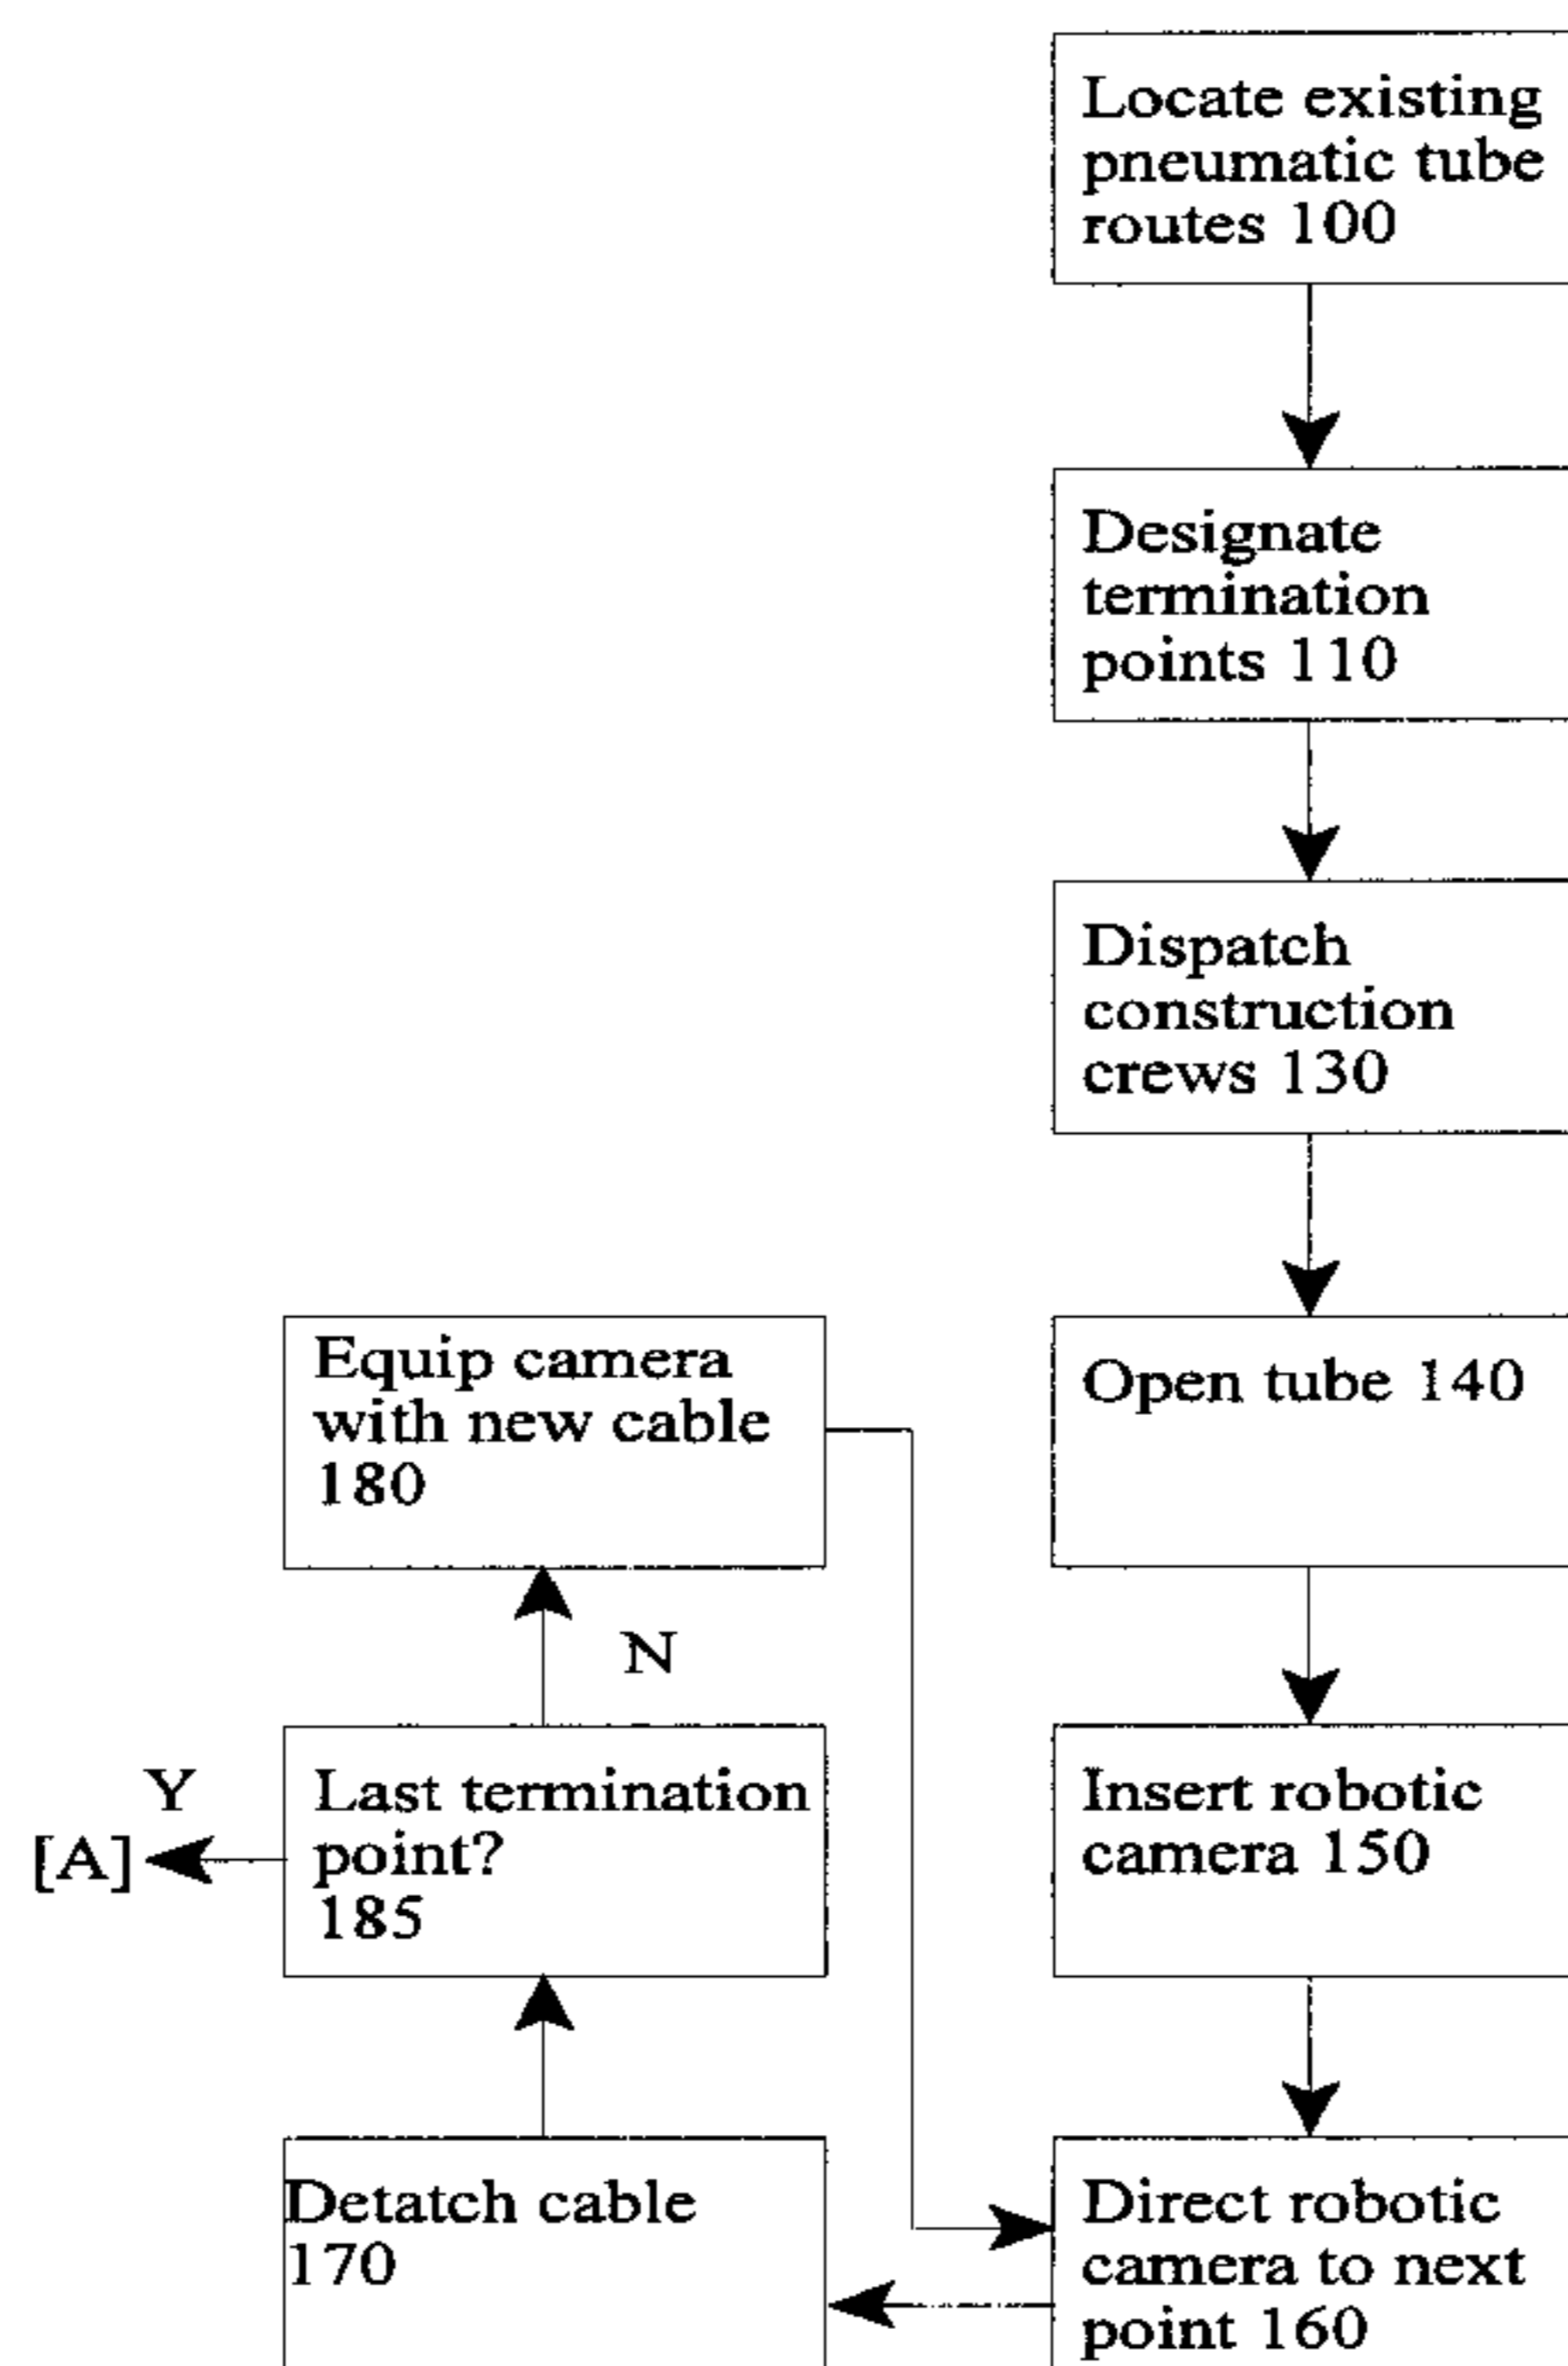 Locate existing
pneumatic tube
routes 100
Designate
termination
points 110
Dispatch
construction
crews 130
Open tube 140
Insert robotic
camera 150
Direct robotic
camera to next
point 160
Detatch cable
170
Last termination
point?
185
Y
[A]
N
Equip camera
with new cable
180